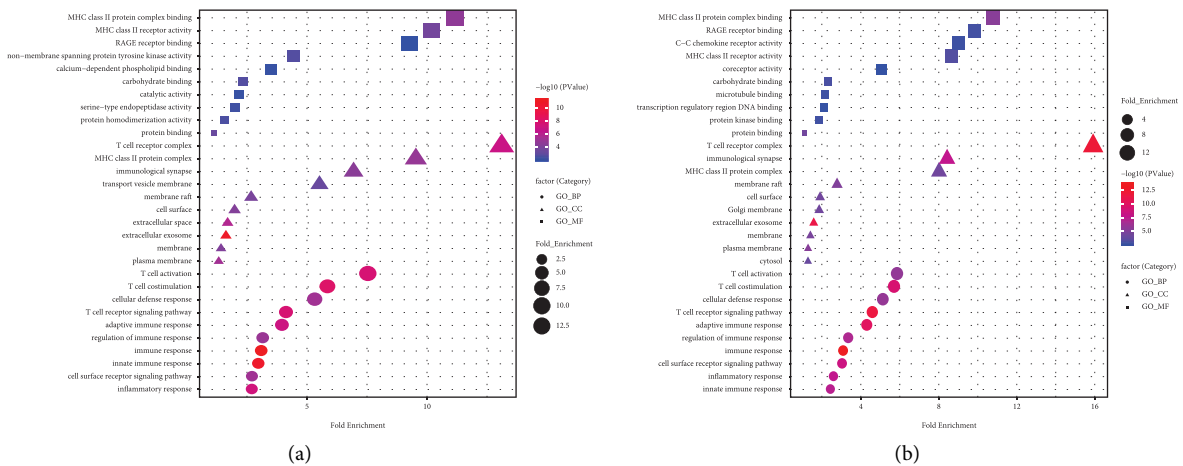 MHC class II protein complex binding
MHC class II receptor activity
RAGE receptor binding
non−membrane spanning protein tyrosine kinase activity
calcium−dependent phospholipid binding
carbohydrate binding
catalytic activity
serine−type endopeptidase activity
protein homodimerization activity
protein binding
T cell receptor complex
MHC class II protein complex
immunological synapse
transport vesicle membrane
membrane raft
cell surface
extracellular space
extracellular exosome
membrane
plasma membrane
T cell activation
T cell costimulation
cellular defense response
T cell receptor signaling pathway
adaptive immune response
regulation of immune response
immune response
innate immune response
cell surface receptor signaling pathway
inflammatory response
5
10
Fold Enrichment
−log10 (PValue)
10
8
6
4
factor (Category)
GO_BP
GO_CC
GO_MF
Fold_Enrichment
2.5
5.0
7.5
10.0
12.5
(a)
MHC class II protein complex binding
RAGE receptor binding
C−C chemokine receptor activity
MHC class II receptor activity
coreceptor activity
carbohydrate binding
microtubule binding
transcription regulatory region DNA binding
protein kinase binding
protein binding
T cell receptor complex
immunological synapse
MHC class II protein complex
membrane raft
cell surface
Golgi membrane
extracellular exosome
membrane
plasma membrane
cytosol
T cell activation
T cell costimulation
cellular defense response
T cell receptor signaling pathway
adaptive immune response
regulation of immune response
immune response
cell surface receptor signaling pathway
inflammatory response
innate immune response
4
8
12
16
Fold Enrichment
Fold_Enrichment
4
8
12
−log10 (PValue)
12.5
10.0
7.5
5.0
factor (Category)
GO_BP
GO_CC
GO_MF
(b)